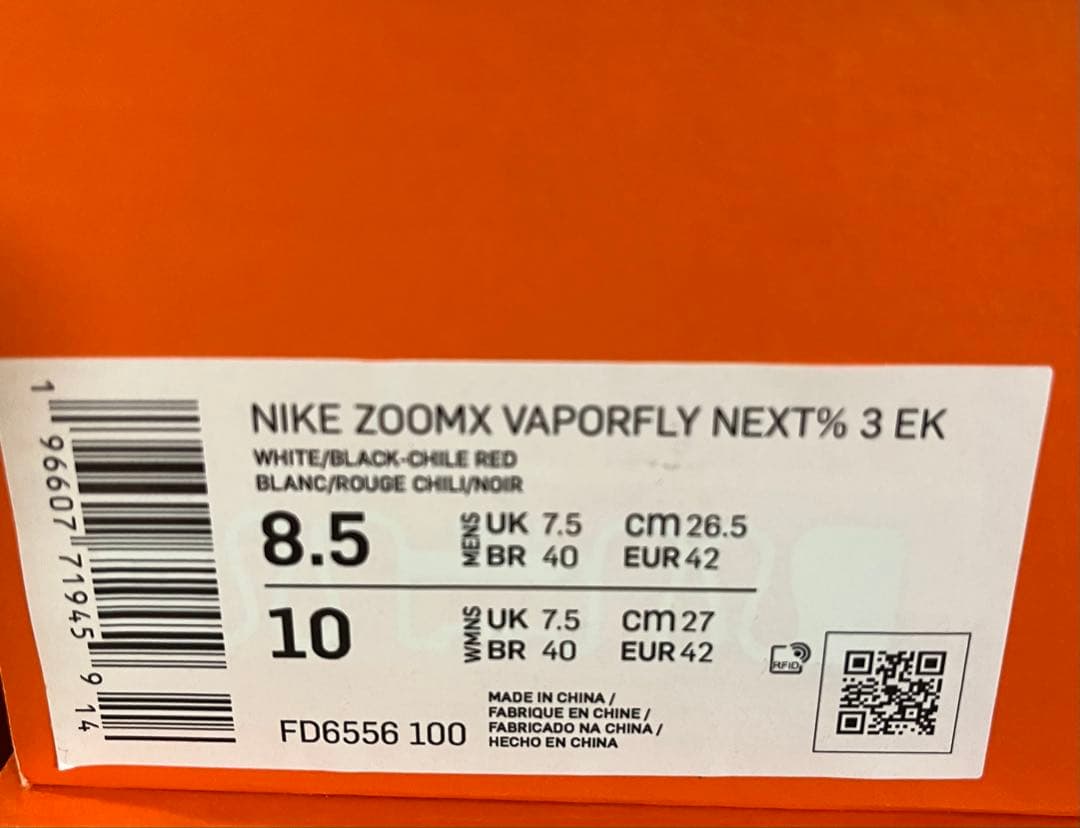 NIKE ZOOMX VAPORFLY NEXT% 3 EK
WHITE/BLACK-CHILE RED
BLANC/ROUGE CHILI/NOIR
8.5 MENS UK 7.5 cm 26.5
BR 40 EUR 42
10 WMNS UK 7.5 cm 27
BR 40 EUR 42
RFID
FD6556 100
MADE IN CHINA /
FABRIQUE EN CHINE /
FABRICADO NA CHINA /
HECHO EN CHINA
1 96607 71945 9 14